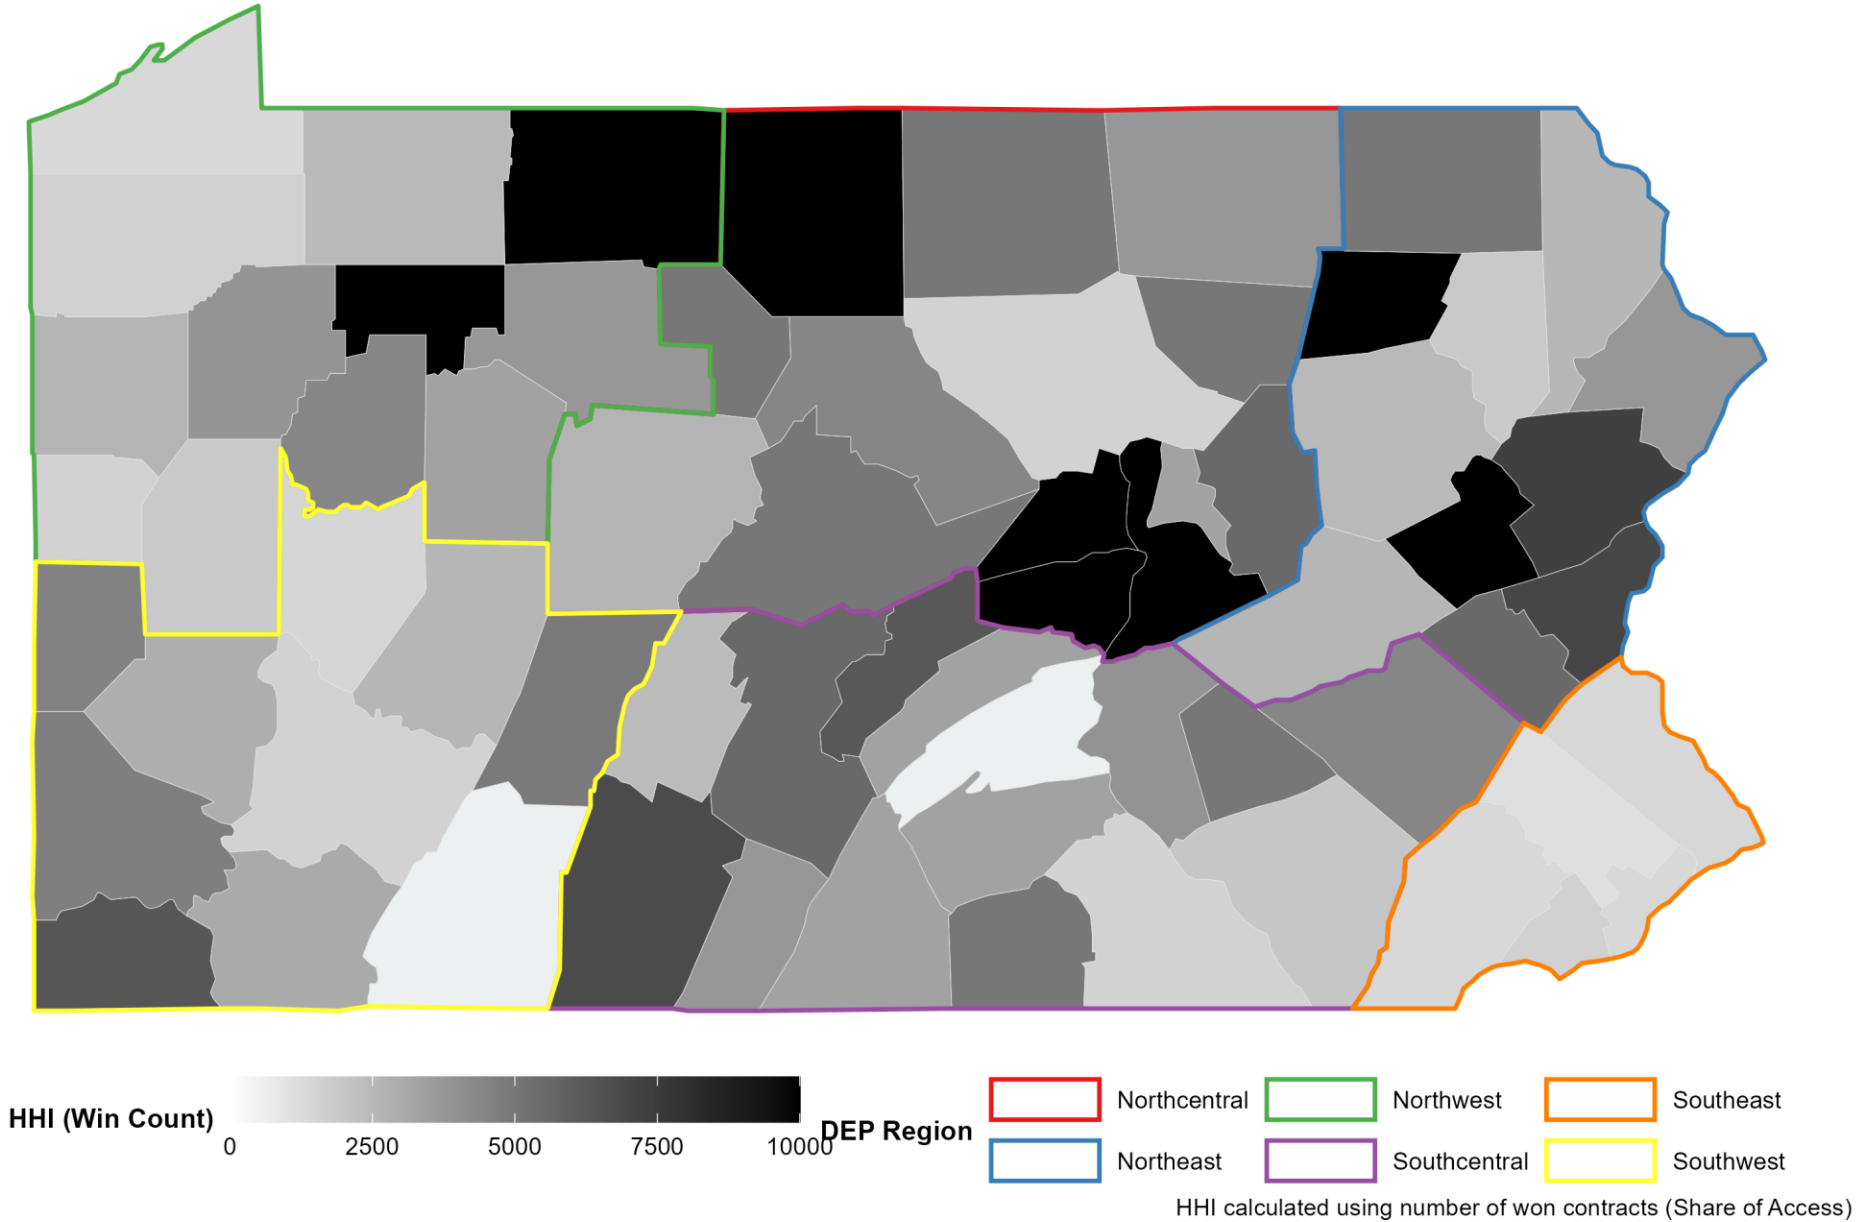 HHI (Win Count)
0 2500 5000 7500 10000
DEP Region
Northcentral Northwest Southeast
Northeast Southcentral Southwest
HHI calculated using number of won contracts (Share of Access)